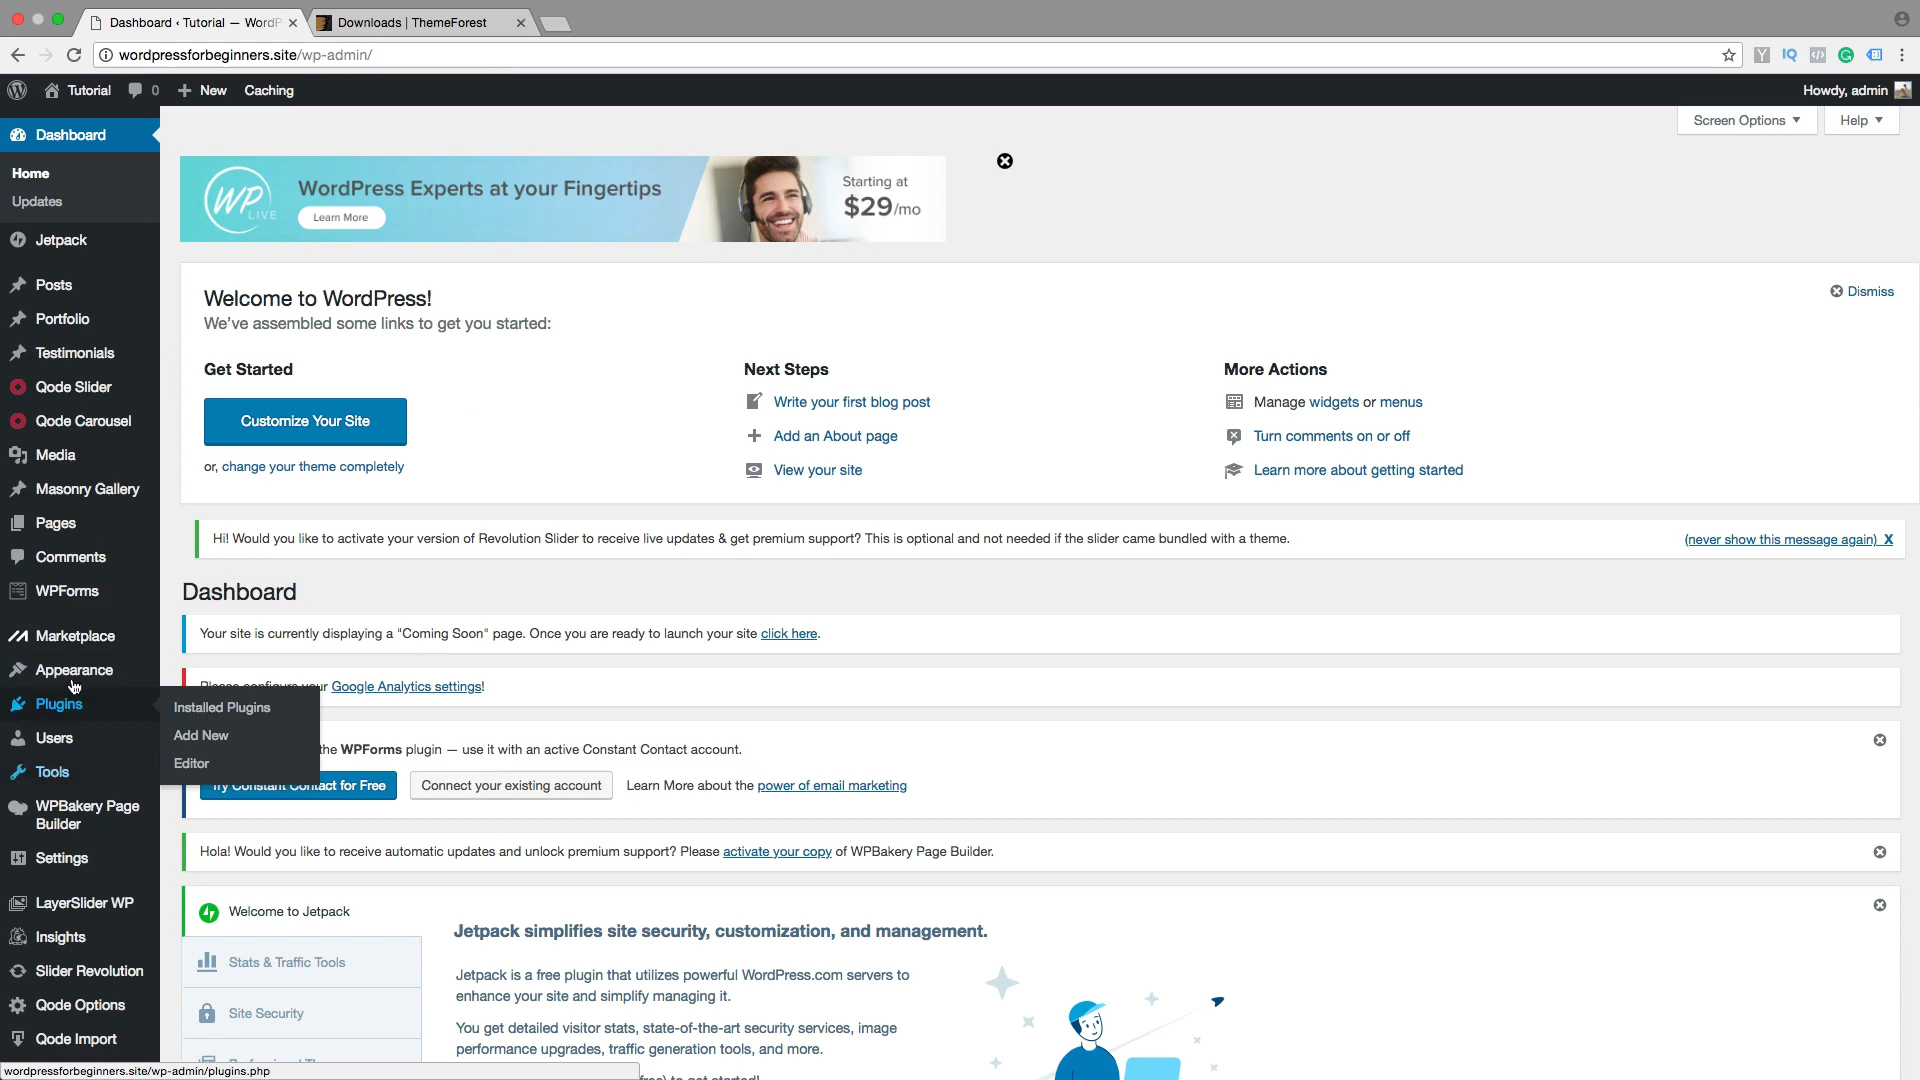 Dashboard ‹ Tutorial — WordP
Downloads | ThemeForest
wordpressforbeginners.site/wp-admin/
Tutorial
0
New
Caching
Howdy, admin
Screen Options
Help
Dashboard
Home
Updates
Jetpack
Posts
Portfolio
Testimonials
Qode Slider
Qode Carousel
Media
Masonry Gallery
Pages
Comments
WPForms
Marketplace
Appearance
Plugins
Installed Plugins
Add New
Editor
Users
Tools
WPBakery Page
Builder
Settings
LayerSlider WP
Insights
Slider Revolution
Qode Options
Qode Import
WP
LIVE
WordPress Experts at your Fingertips
Learn More
Starting at
$29/mo
Welcome to WordPress!
We've assembled some links to get you started:
Dismiss
Get Started
Customize Your Site
or, change your theme completely
Next Steps
Write your first blog post
Add an About page
View your site
More Actions
Manage widgets or menus
Turn comments on or off
Learn more about getting started
Hi! Would you like to activate your version of Revolution Slider to receive live updates & get premium support? This is optional and not needed if the slider came bundled with a theme.
(never show this message again) X
Dashboard
Your site is currently displaying a "Coming Soon" page. Once you are ready to launch your site click here.
Please configure your Google Analytics settings!
the WPForms plugin — use it with an active Constant Contact account.
Try Constant Contact for Free
Connect your existing account
Learn More about the power of email marketing
Hola! Would you like to receive automatic updates and unlock premium support? Please activate your copy of WPBakery Page Builder.
Welcome to Jetpack
Stats & Traffic Tools
Site Security
Jetpack simplifies site security, customization, and management.
Jetpack is a free plugin that utilizes powerful WordPress.com servers to
enhance your site and simplify managing it.
You get detailed visitor stats, state-of-the-art security services, image
performance upgrades, traffic generation tools, and more.
wordpressforbeginners.site/wp-admin/plugins.php